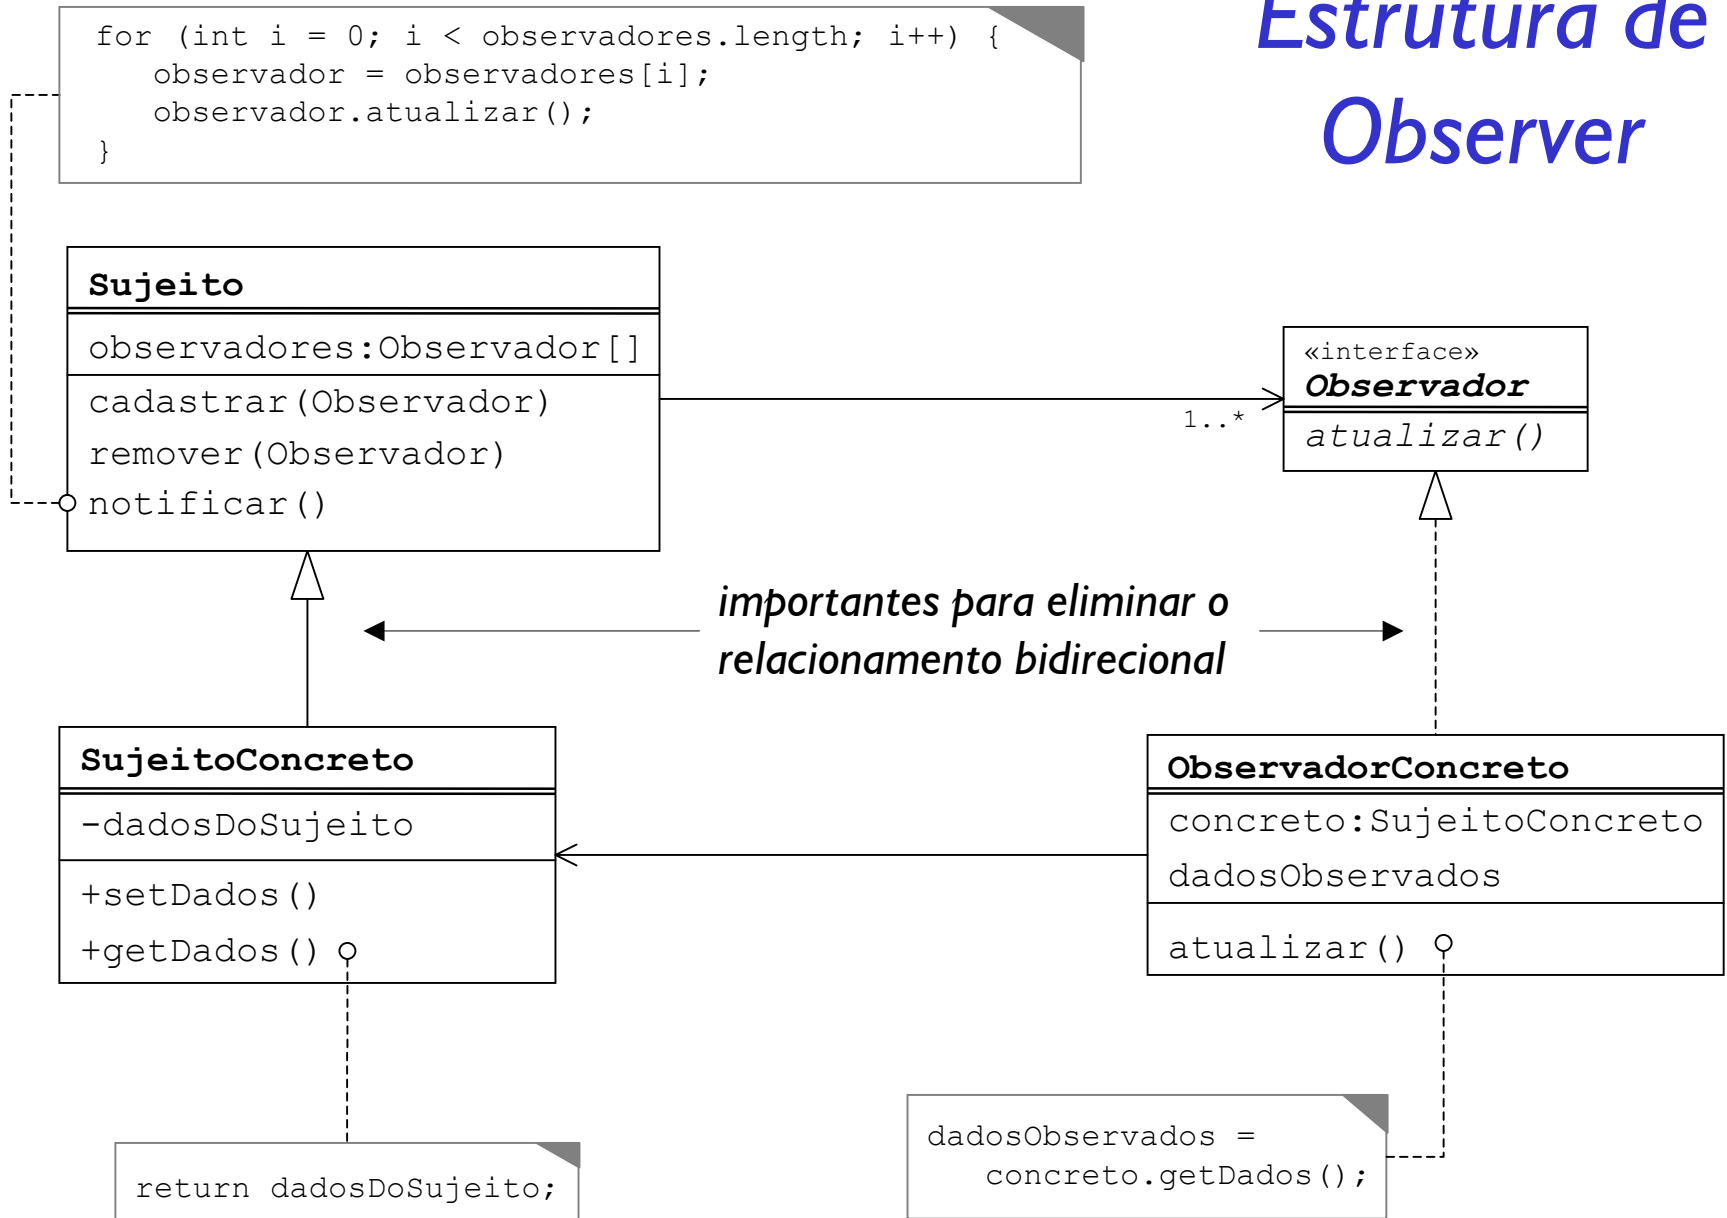 Estrutura de
Observer
for (int i = 0; i < observadores.length; i++) {
observador = observadores[i];
observador.atualizar();
}
Sujeito
observadores:Observador[]
cadastrar(Observador)
remover(Observador)
notificar()
1..*
«interface»
Observador
atualizar()
importantes para eliminar o
relacionamento bidirecional
SujeitoConcreto
-dadosDoSujeito
+setDados()
+getDados()
ObservadorConcreto
concreto:SujeitoConcreto
dadosObservados
atualizar()
return dadosDoSujeito;
dadosObservados =
concreto.getDados();